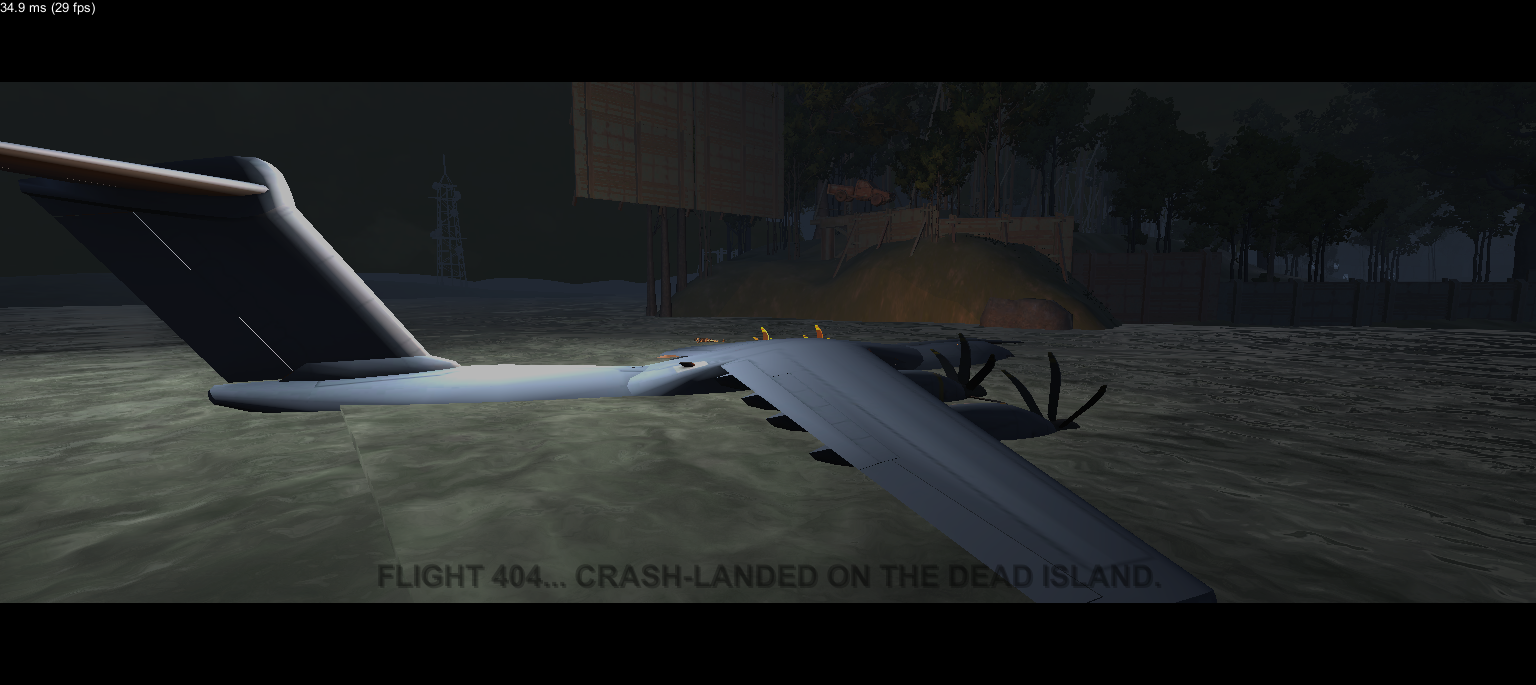 34.9 ms (29 fps)
FLIGHT 404... CRASH-LANDED ON THE DEAD ISLAND.